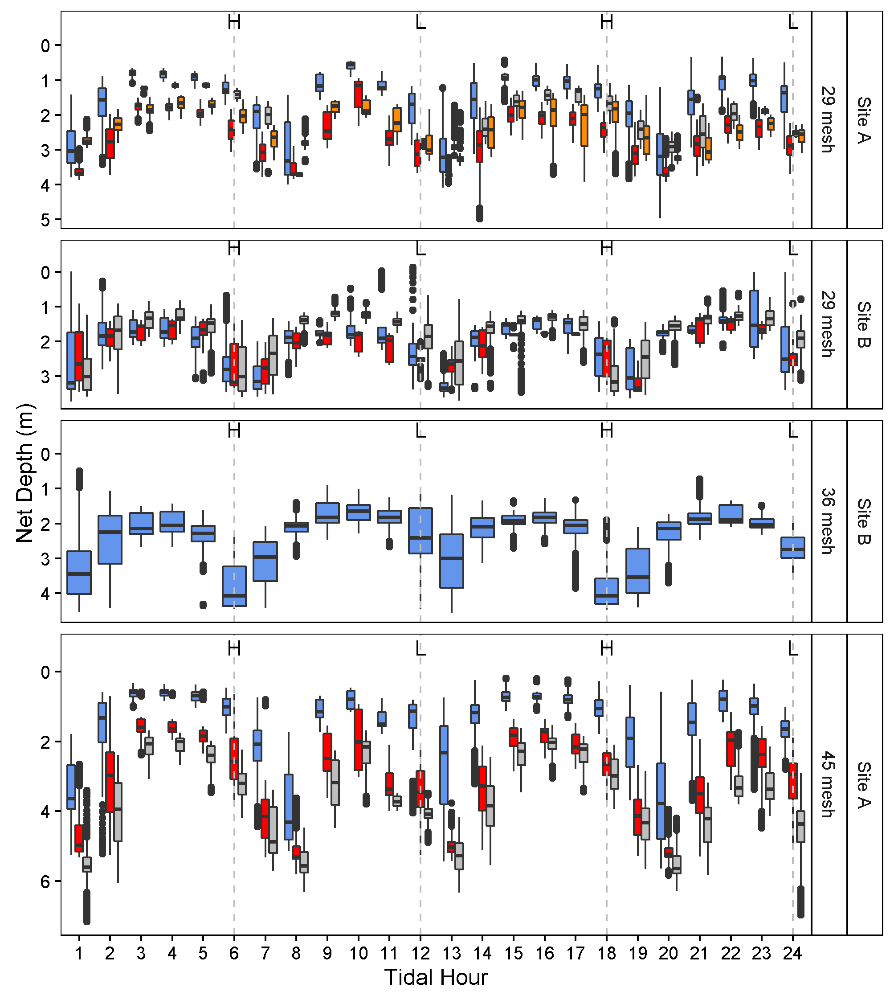 H L H L
0
1
2
3
4
5
29 mesh
Site A
H L H L
0
1
2
3
29 mesh
Site B
H L H L
0
1
2
3
4
36 mesh
Site B
H L H L
0
2
4
6
45 mesh
Site A
Net Depth (m)
1 2 3 4 5 6 7 8 9 10 11 12 13 14 15 16 17 18 19 20 21 22 23 24
Tidal Hour